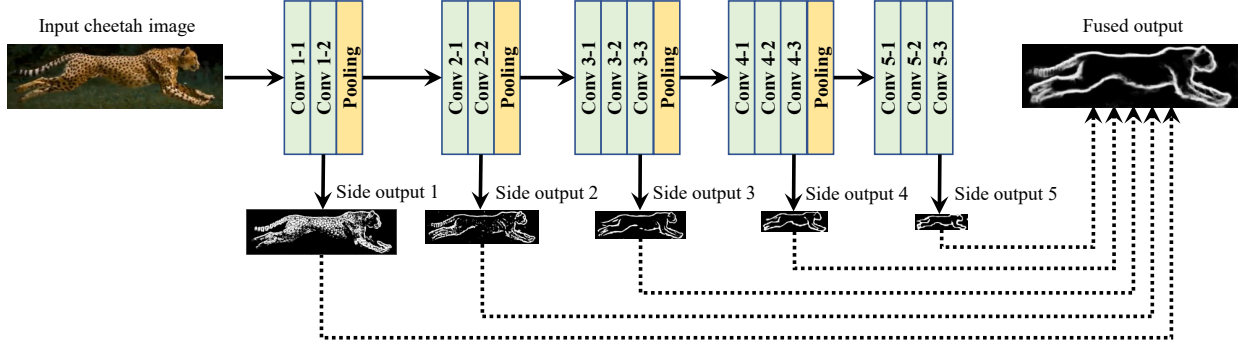 Input cheetah image
Conv 1-1
Conv 1-2
Pooling
Conv 2-1
Conv 2-2
Pooling
Conv 3-1
Conv 3-2
Conv 3-3
Pooling
Conv 4-1
Conv 4-2
Conv 4-3
Pooling
Conv 5-1
Conv 5-2
Conv 5-3
Fused output
Side output 1
Side output 2
Side output 3
Side output 4
Side output 5